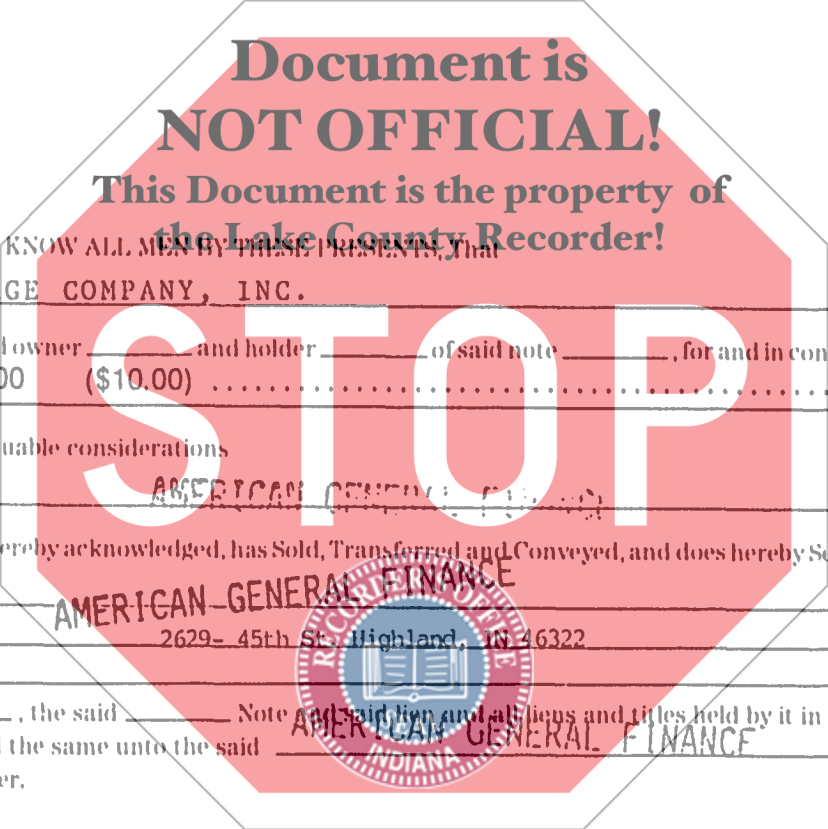 Document is
NOT OFFICIAL!
This Document is the property of
the Lake County Recorder!
KNOW ALL MEN BY THESE PRESENTS, That
GE COMPANY, INC.
STOP
owner and holder of said note , for and in con
00 ($10.00)
uable considerations
AMERICAN GENERAL
ereby acknowledged, has Sold, Transferred and Conveyed, and does hereby Se
AMERICAN GENERAL FINANCE
2629- 45th St. Highland, IN 46322
RECORDER'S OFFICE
INDIANA
, the said Note and said lien and all liens and titles held by it in
the same unto the said AMERICAN GENERAL FINANCE
er.